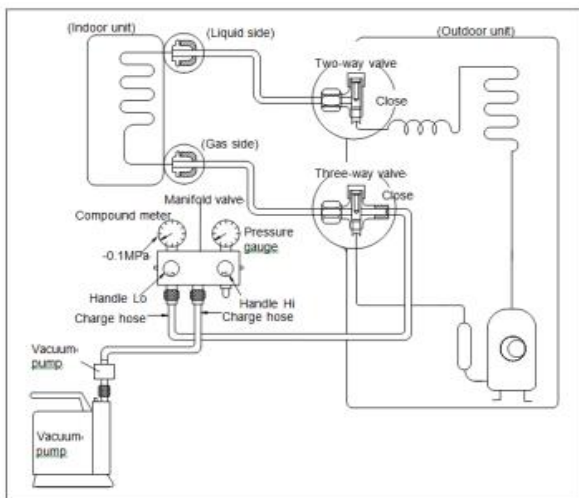 (Indoor unit)
(Liquid side)
(Outdoor unit)
Two-way valve
Close
(Gas side)
Three-way valve
Close
Manifold valve
Compound meter
Pressure
gauge
-0.1MPa
Handle Lo
Handle Hi
Charge hose
Charge hose
Vacuum-
pump
Vacuum-
pump